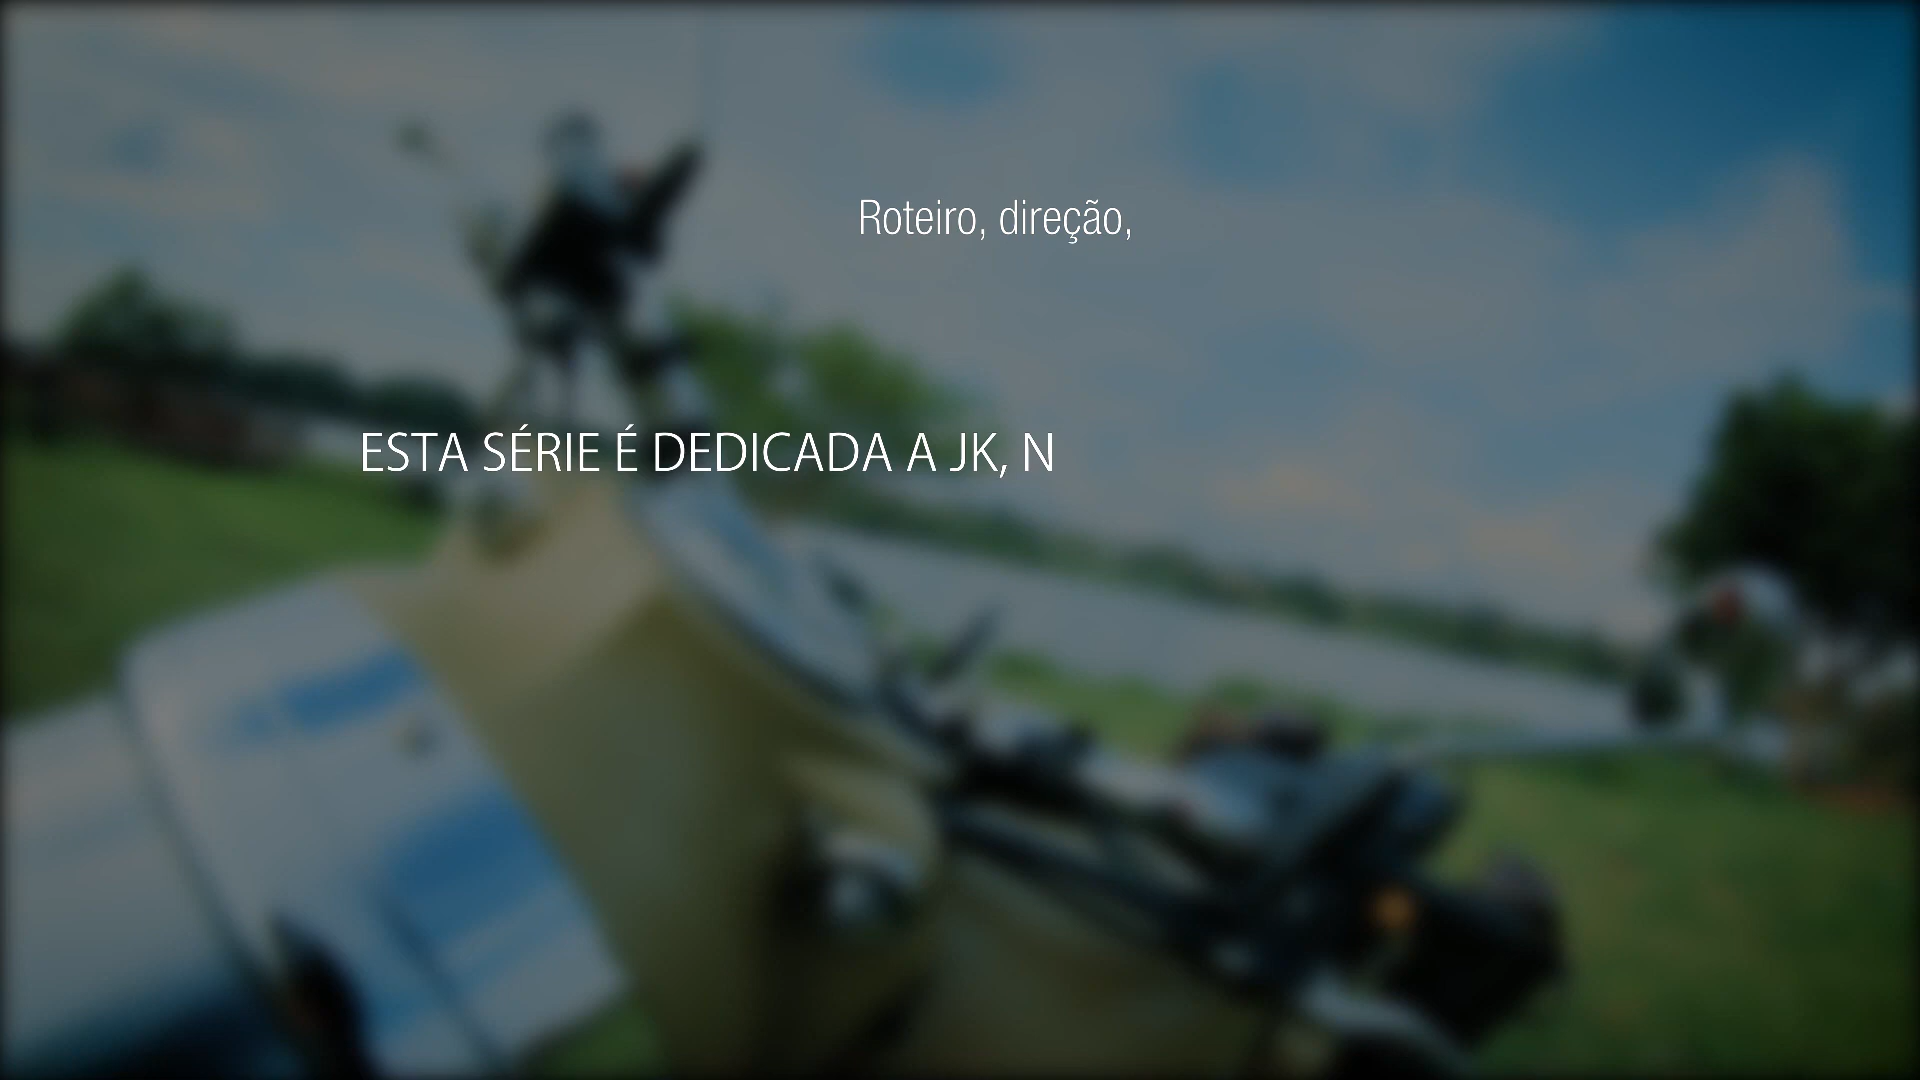 Roteiro, direção,
ESTA SÉRIE É DEDICADA A JK, N